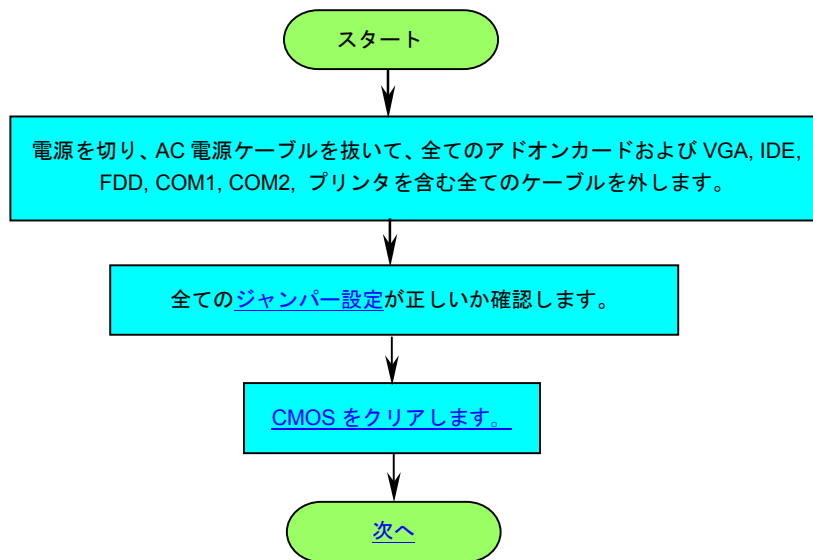 スタート
電源を切り、AC 電源ケーブルを抜いて、全てのアドオンカードおよび VGA, IDE,
FDD, COM1, COM2, プリンタを含む全てのケーブルを外します。
全てのジャンパー設定が正しいか確認します。
CMOS をクリアします。
次へ